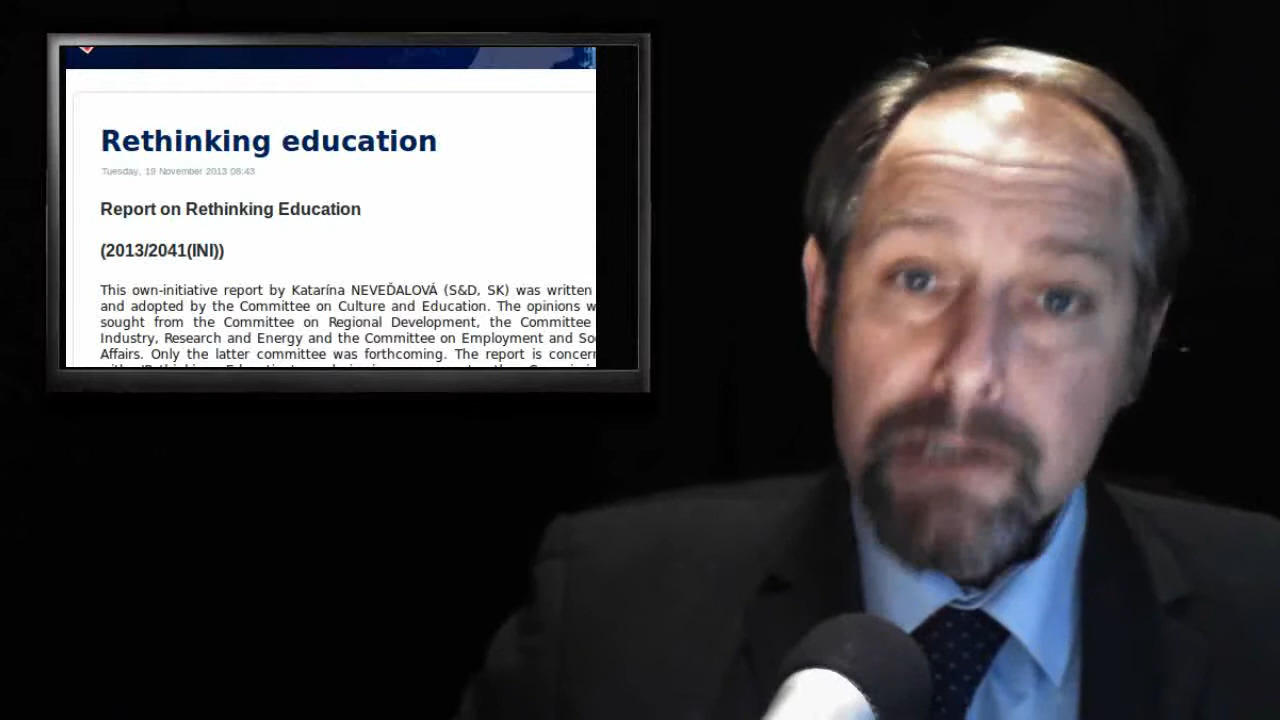 Rethinking education
Tuesday, 19 November 2013 08:43
Report on Rethinking Education
(2013/2041(INI))
This own-initiative report by Katarína NEVEĎALOVÁ (S&D, SK) was written
and adopted by the Committee on Culture and Education. The opinions w
sought from the Committee on Regional Development, the Committee
Industry, Research and Energy and the Committee on Employment and So
Affairs. Only the latter committee was forthcoming. The report is concer